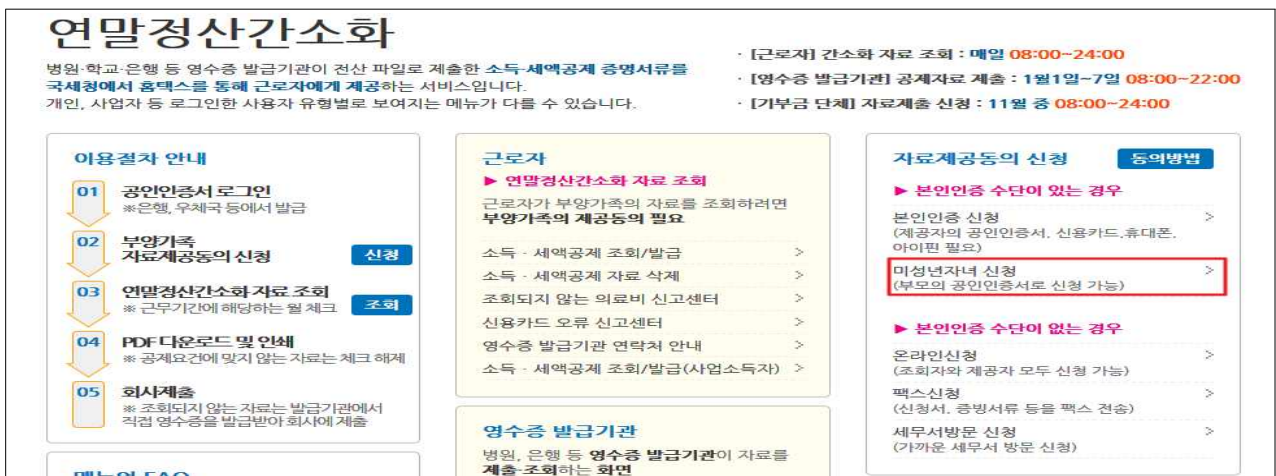 연말정산간소화
병원·학교·은행 등 영수증 발급기관이 전산 파일로 제출한 소득·세액공제 증명서류를
국세청에서 홈택스를 통해 근로자에게 제공하는 서비스입니다.
개인, 사업자 등 로그인한 사용자 유형별로 보여지는 메뉴가 다를 수 있습니다.
· [근로자] 간소화 자료 조회 : 매일 08:00~24:00
· [영수증 발급기관] 공제자료 제출 : 1월1일~7일 08:00~22:00
· [기부금 단체] 자료제출 신청 : 11월 중 08:00~24:00
이용절차 안내
01 공인인증서 로그인
※은행, 우체국 등에서 발급
02 부양가족
자료제공동의 신청 신청
03 연말정산간소화 자료 조회
※ 근무기간에 해당하는 월 체크 조회
04 PDF 다운로드 및 인쇄
※ 공제요건에 맞지 않는 자료는 체크 해제
05 회사제출
※ 조회되지 않는 자료는 발급기관에서
직접 영수증을 발급받아 회사에 제출
메뉴얼 FAQ
근로자
▶ 연말정산간소화 자료 조회
근로자가 부양가족의 자료를 조회하려면
부양가족의 제공동의 필요
소득 · 세액공제 조회/발급 >
소득 · 세액공제 자료 삭제 >
조회되지 않는 의료비 신고센터 >
신용카드 오류 신고센터 >
영수증 발급기관 연락처 안내 >
소득 · 세액공제 조회/발급(사업소득자) >
영수증 발급기관
병원, 은행 등 영수증 발급기관이 자료를
제출·조회하는 화면
자료제공동의 신청 동의방법
▶ 본인인증 수단이 있는 경우
본인인증 신청 >
(제공자의 공인인증서, 신용카드,휴대폰,
아이핀 필요)
미성년자녀 신청 >
(부모의 공인인증서로 신청 가능)
▶ 본인인증 수단이 없는 경우
온라인신청 >
(조회자와 제공자 모두 신청 가능)
팩스신청 >
(신청서, 증빙서류 등을 팩스 전송)
세무서방문 신청 >
(가까운 세무서 방문 신청)